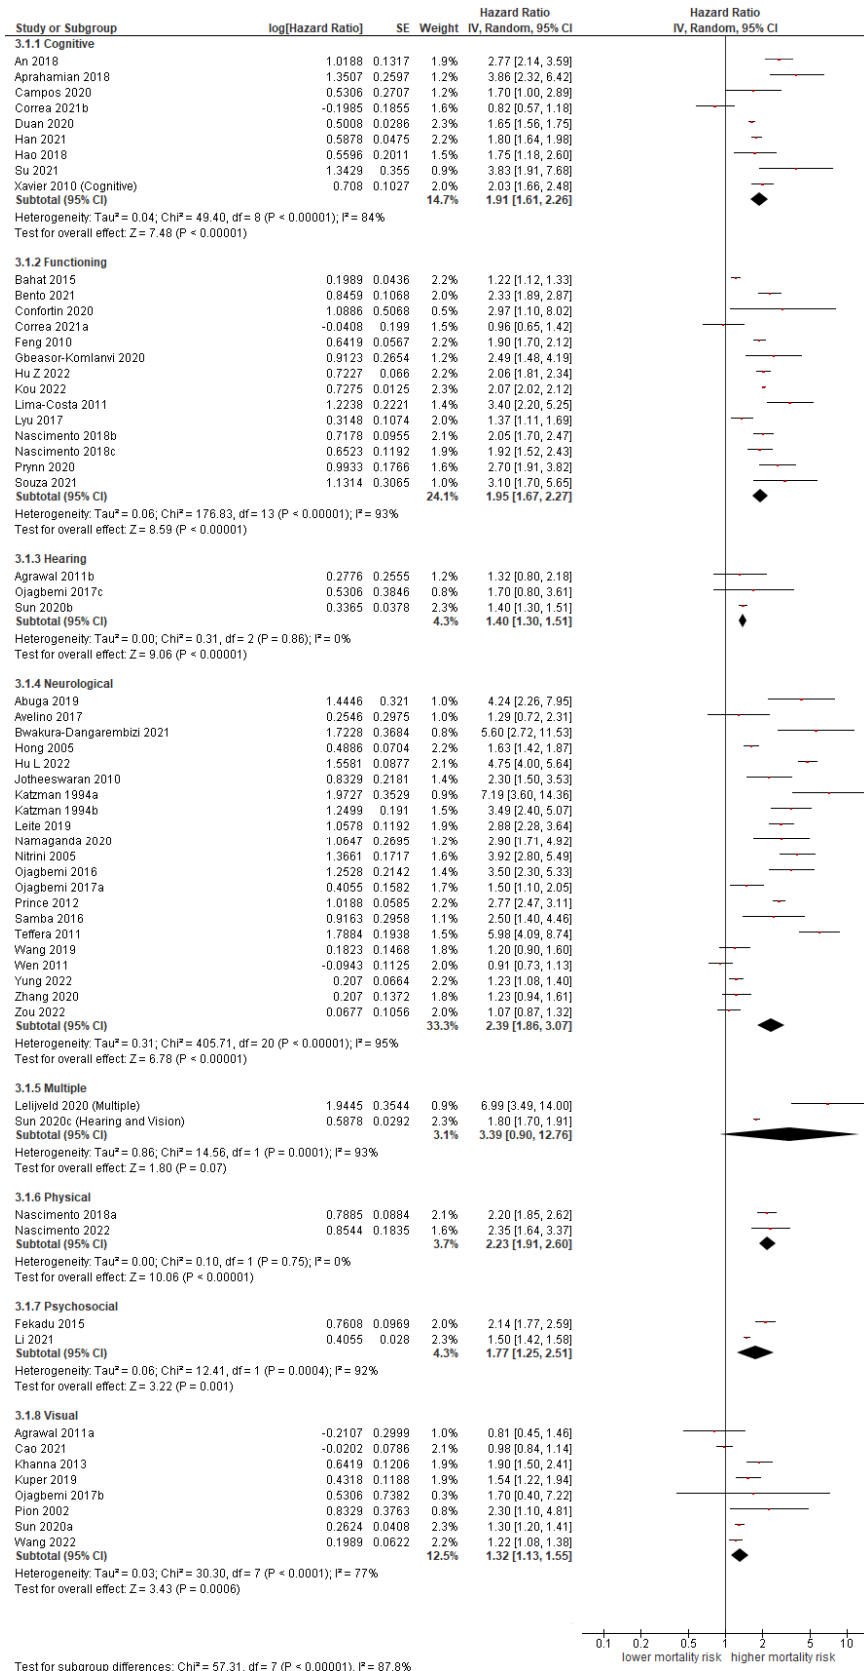 Hazard Ratio Hazard Ratio
Study or Subgroup log[Hazard Ratio] SE Weight IV, Random, 95% CI IV, Random, 95% CI
3.1.1 Cognitive
An 2018 1.0188 0.1317 1.9% 2.77 [2.14, 3.59]
Aprahamian 2018 1.3507 0.2597 1.2% 3.86 [2.32, 6.42]
Campos 2020 0.5306 0.2707 1.2% 1.70 [1.00, 2.89]
Correa 2021b -0.1985 0.1855 1.6% 0.82 [0.57, 1.18]
Duan 2020 0.5008 0.0286 2.3% 1.65 [1.56, 1.75]
Han 2021 0.5878 0.0475 2.2% 1.80 [1.64, 1.98]
Hao 2018 0.5596 0.2011 1.5% 1.75 [1.18, 2.60]
Su 2021 1.3429 0.355 0.9% 3.83 [1.91, 7.68]
Xavier 2010 (Cognitive) 0.708 0.1027 2.0% 2.03 [1.66, 2.48]
Subtotal (95% CI) 14.7% 1.91 [1.61, 2.26]
Heterogeneity: Tau² = 0.04; Chi² = 49.40, df = 8 (P < 0.00001); I² = 84%
Test for overall effect: Z = 7.48 (P < 0.00001)
3.1.2 Functioning
Bahat 2015 0.1989 0.0436 2.2% 1.22 [1.12, 1.33]
Bento 2021 0.8459 0.1068 2.0% 2.33 [1.89, 2.87]
Confortin 2020 1.0886 0.5068 0.5% 2.97 [1.10, 8.02]
Correa 2021a -0.0408 0.199 1.5% 0.96 [0.65, 1.42]
Feng 2010 0.6419 0.0567 2.2% 1.90 [1.70, 2.12]
Gbeasor-Komlanvi 2020 0.9123 0.2654 1.2% 2.49 [1.48, 4.19]
Hu Z 2022 0.7227 0.066 2.2% 2.06 [1.81, 2.34]
Kou 2022 0.7275 0.0125 2.3% 2.07 [2.02, 2.12]
Lima-Costa 2011 1.2238 0.2221 1.4% 3.40 [2.20, 5.25]
Lyu 2017 0.3148 0.1074 2.0% 1.37 [1.11, 1.69]
Nascimento 2018b 0.7178 0.0955 2.1% 2.05 [1.70, 2.47]
Nascimento 2018c 0.6523 0.1192 1.9% 1.92 [1.52, 2.43]
Prynn 2020 0.9933 0.1766 1.6% 2.70 [1.91, 3.82]
Souza 2021 1.1314 0.3065 1.0% 3.10 [1.70, 5.65]
Subtotal (95% CI) 24.1% 1.95 [1.67, 2.27]
Heterogeneity: Tau² = 0.06; Chi² = 176.83, df = 13 (P < 0.00001); I² = 93%
Test for overall effect: Z = 8.59 (P < 0.00001)
3.1.3 Hearing
Agrawal 2011b 0.2776 0.2555 1.2% 1.32 [0.80, 2.18]
Ojagbemi 2017c 0.5306 0.3846 0.8% 1.70 [0.80, 3.61]
Sun 2020b 0.3365 0.0378 2.3% 1.40 [1.30, 1.51]
Subtotal (95% CI) 4.3% 1.40 [1.30, 1.51]
Heterogeneity: Tau² = 0.00; Chi² = 0.31, df = 2 (P = 0.86); I² = 0%
Test for overall effect: Z = 9.06 (P < 0.00001)
3.1.4 Neurological
Abuga 2019 1.4446 0.321 1.0% 4.24 [2.26, 7.95]
Avelino 2017 0.2546 0.2975 1.0% 1.29 [0.72, 2.31]
Bwakura-Dangarembizi 2021 1.7228 0.3684 0.8% 5.60 [2.72, 11.53]
Hong 2005 0.4886 0.0704 2.2% 1.63 [1.42, 1.87]
Hu L 2022 1.5581 0.0877 2.1% 4.75 [4.00, 5.64]
Jotheeswaran 2010 0.8329 0.2181 1.4% 2.30 [1.50, 3.53]
Katzman 1994a 1.9727 0.3529 0.9% 7.19 [3.60, 14.36]
Katzman 1994b 1.2499 0.191 1.5% 3.49 [2.40, 5.07]
Leite 2019 1.0578 0.1192 1.9% 2.88 [2.28, 3.64]
Namaganda 2020 1.0647 0.2695 1.2% 2.90 [1.71, 4.92]
Nitrini 2005 1.3661 0.1717 1.6% 3.92 [2.80, 5.49]
Ojagbemi 2016 1.2528 0.2142 1.4% 3.50 [2.30, 5.33]
Ojagbemi 2017a 0.4055 0.1582 1.7% 1.50 [1.10, 2.05]
Prince 2012 1.0188 0.0585 2.2% 2.77 [2.47, 3.11]
Samba 2016 0.9163 0.2958 1.1% 2.50 [1.40, 4.46]
Teffera 2011 1.7884 0.1938 1.5% 5.98 [4.09, 8.74]
Wang 2019 0.1823 0.1468 1.8% 1.20 [0.90, 1.60]
Wen 2011 -0.0943 0.1125 2.0% 0.91 [0.73, 1.13]
Yung 2022 0.207 0.0664 2.2% 1.23 [1.08, 1.40]
Zhang 2020 0.207 0.1372 1.8% 1.23 [0.94, 1.61]
Zou 2022 0.0677 0.1056 2.0% 1.07 [0.87, 1.32]
Subtotal (95% CI) 33.3% 2.39 [1.86, 3.07]
Heterogeneity: Tau² = 0.31; Chi² = 405.71, df = 20 (P < 0.00001); I² = 95%
Test for overall effect: Z = 6.78 (P < 0.00001)
3.1.5 Multiple
Lelijveld 2020 (Multiple) 1.9445 0.3544 0.9% 6.99 [3.49, 14.00]
Sun 2020c (Hearing and Vision) 0.5878 0.0292 2.3% 1.80 [1.70, 1.91]
Subtotal (95% CI) 3.1% 3.39 [0.90, 12.76]
Heterogeneity: Tau² = 0.86; Chi² = 14.56, df = 1 (P = 0.0001); I² = 93%
Test for overall effect: Z = 1.80 (P = 0.07)
3.1.6 Physical
Nascimento 2018a 0.7885 0.0884 2.1% 2.20 [1.85, 2.62]
Nascimento 2022 0.8544 0.1835 1.6% 2.35 [1.64, 3.37]
Subtotal (95% CI) 3.7% 2.23 [1.91, 2.60]
Heterogeneity: Tau² = 0.00; Chi² = 0.10, df = 1 (P = 0.75); I² = 0%
Test for overall effect: Z = 10.06 (P < 0.00001)
3.1.7 Psychosocial
Fekadu 2015 0.7608 0.0969 2.0% 2.14 [1.77, 2.59]
Li 2021 0.4055 0.028 2.3% 1.50 [1.42, 1.58]
Subtotal (95% CI) 4.3% 1.77 [1.25, 2.51]
Heterogeneity: Tau² = 0.06; Chi² = 12.41, df = 1 (P = 0.0004); I² = 92%
Test for overall effect: Z = 3.22 (P = 0.001)
3.1.8 Visual
Agrawal 2011a -0.2107 0.2999 1.0% 0.81 [0.45, 1.46]
Cao 2021 -0.0202 0.0786 2.1% 0.98 [0.84, 1.14]
Khanna 2013 0.6419 0.1206 1.9% 1.90 [1.50, 2.41]
Kuper 2019 0.4318 0.1188 1.9% 1.54 [1.22, 1.94]
Ojagbemi 2017b 0.5306 0.7382 0.3% 1.70 [0.40, 7.22]
Pion 2002 0.8329 0.3763 0.8% 2.30 [1.10, 4.81]
Sun 2020a 0.2624 0.0408 2.3% 1.30 [1.20, 1.41]
Wang 2022 0.1989 0.0622 2.2% 1.22 [1.08, 1.38]
Subtotal (95% CI) 12.5% 1.32 [1.13, 1.55]
Heterogeneity: Tau² = 0.03; Chi² = 30.30, df = 7 (P < 0.0001); I² = 77%
Test for overall effect: Z = 3.43 (P = 0.0006)
0.1 0.2 0.5 1 2 5 10
lower mortality risk higher mortality risk
Test for subgroup differences: Chi² = 57.31, df = 7 (P < 0.00001), I² = 87.8%